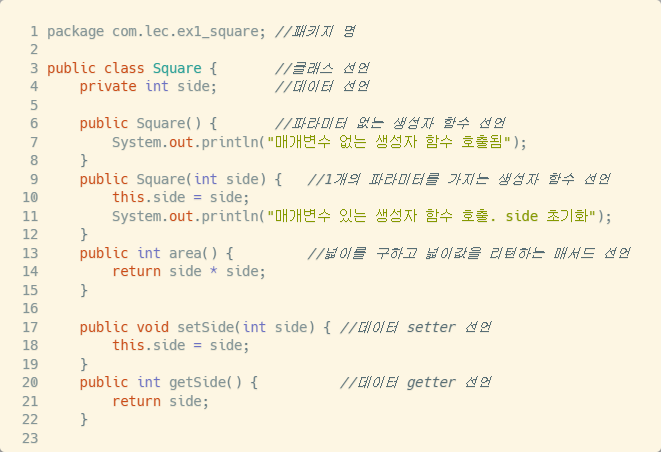 1 package com.lec.ex1_square; //패키지 명
2
3 public class Square { //클래스 선언
4 private int side; //데이터 선언
5
6 public Square() { //파라미터 없는 생성자 함수 선언
7 System.out.println("매개변수 없는 생성자 함수 호출됨");
8 }
9 public Square(int side) { //1개의 파라미터를 가지는 생성자 함수 선언
10 this.side = side;
11 System.out.println("매개변수 있는 생성자 함수 호출. side 초기화");
12 }
13 public int area() { //넓이를 구하고 넓이값을 리턴하는 매서드 선언
14 return side * side;
15 }
16
17 public void setSide(int side) { //데이터 setter 선언
18 this.side = side;
19 }
20 public int getSide() { //데이터 getter 선언
21 return side;
22 }
23